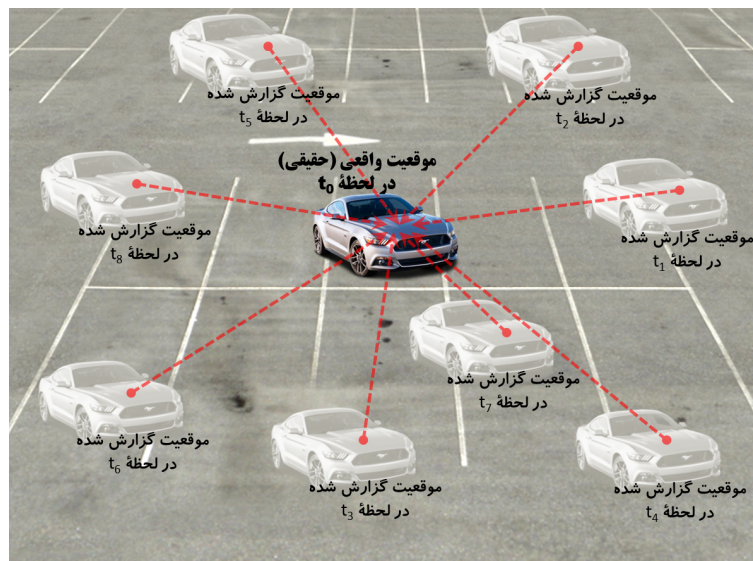 موقعیت گزارش شده
در لحظهٔ t₅
موقعیت گزارش شده
در لحظهٔ t₂
موقعیت واقعی (حقیقی)
در لحظهٔ t₀
موقعیت گزارش شده
در لحظهٔ t₈
موقعیت گزارش شده
در لحظهٔ t₁
موقعیت گزارش شده
در لحظهٔ t₇
موقعیت گزارش شده
در لحظهٔ t₆
موقعیت گزارش شده
در لحظهٔ t₃
موقعیت گزارش شده
در لحظهٔ t₄